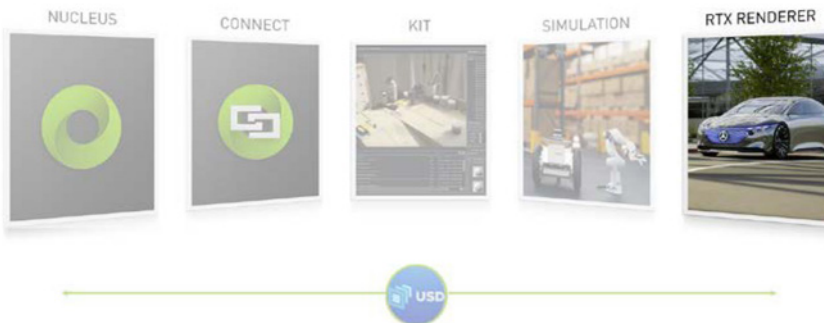 NUCLEUS
CONNECT
KIT
SIMULATION
RTX RENDERER
USD